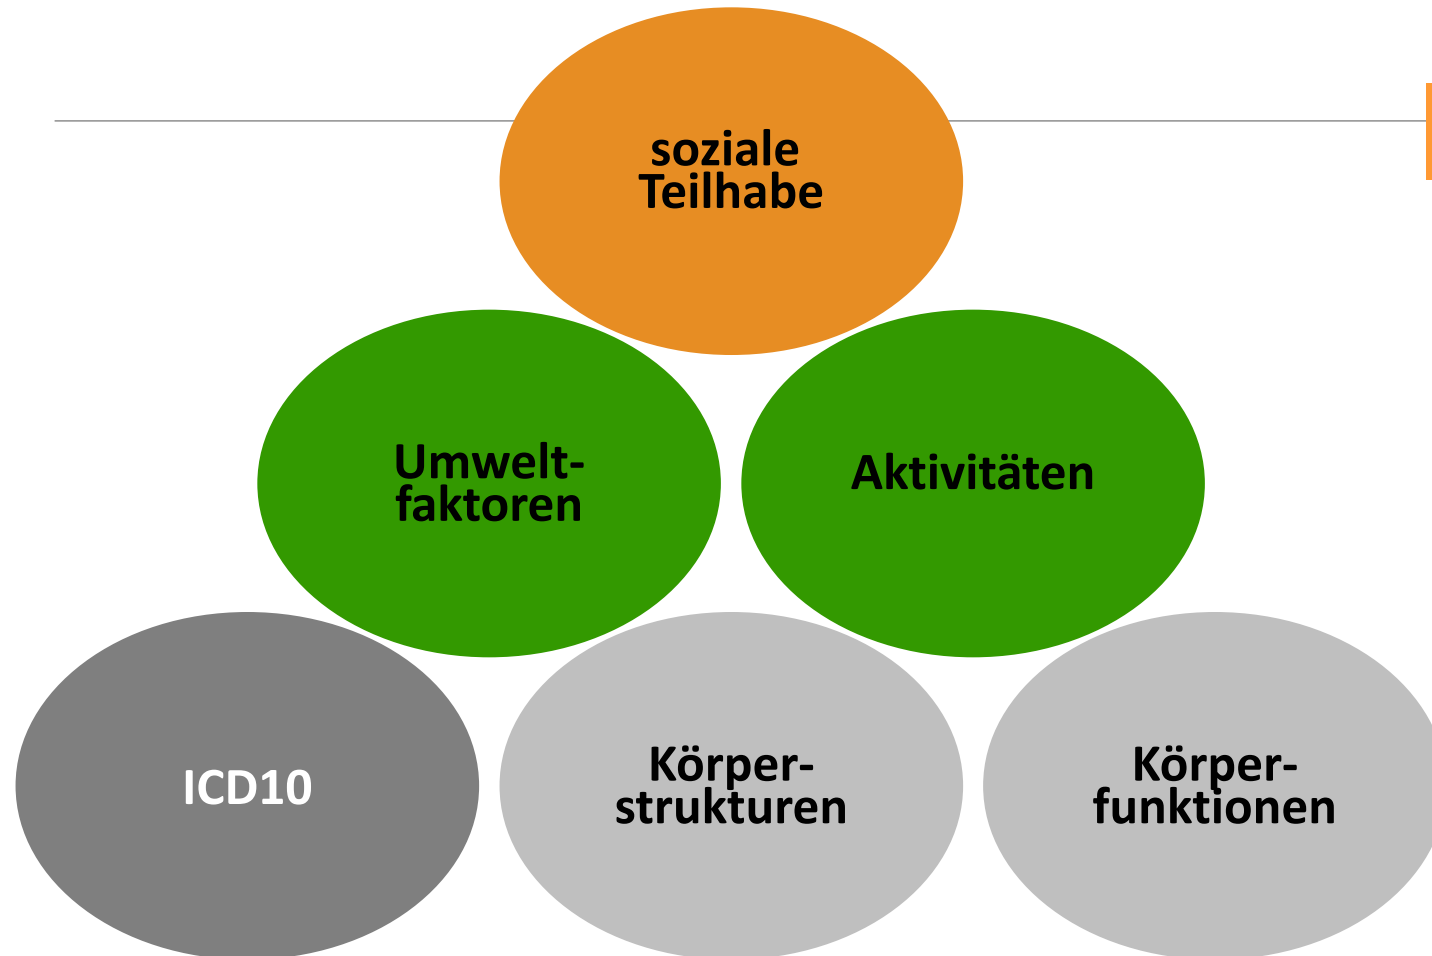 soziale
Teilhabe
Umwelt-
faktoren
Aktivitäten
ICD10
Körper-
strukturen
Körper-
funktionen